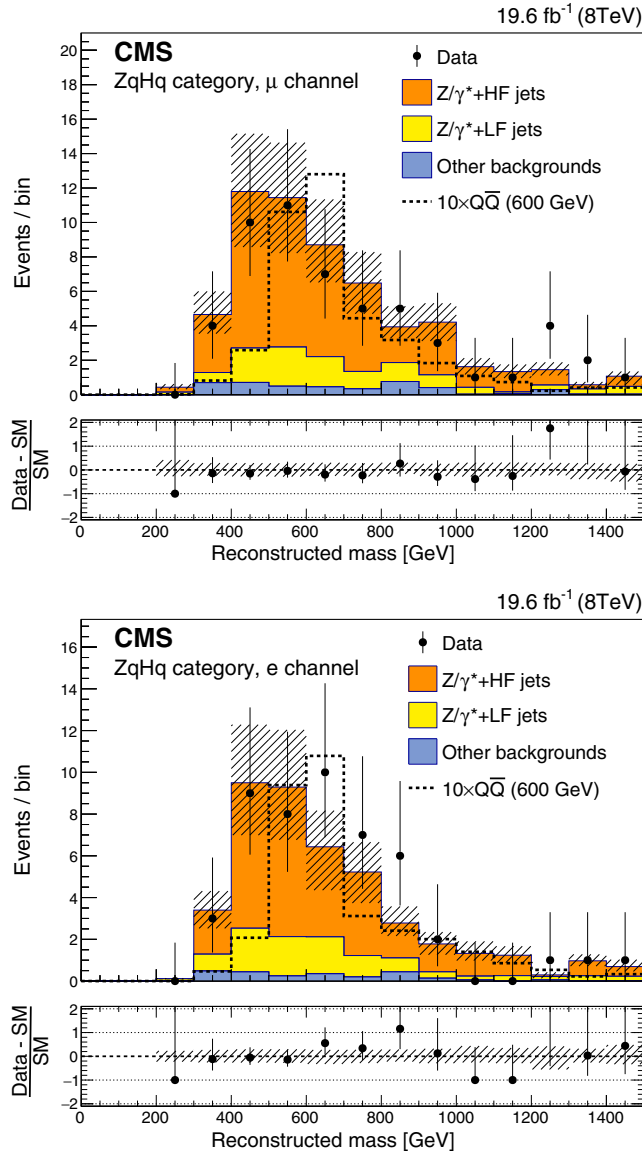 19.6 fb⁻¹ (8TeV)
CMS
ZqHq category, μ channel
Data
Z/γ*+HF jets
Z/γ*+LF jets
Other backgrounds
10×QQ̅ (600 GeV)
Events / bin
20
18
16
14
12
10
8
6
4
2
0
Data - SM
SM
2
1
0
−1
−2
0 200 400 600 800 1000 1200 1400
Reconstructed mass [GeV]
19.6 fb⁻¹ (8TeV)
CMS
ZqHq category, e channel
Data
Z/γ*+HF jets
Z/γ*+LF jets
Other backgrounds
10×QQ̅ (600 GeV)
Events / bin
16
14
12
10
8
6
4
2
0
Data - SM
SM
2
1
0
−1
−2
0 200 400 600 800 1000 1200 1400
Reconstructed mass [GeV]